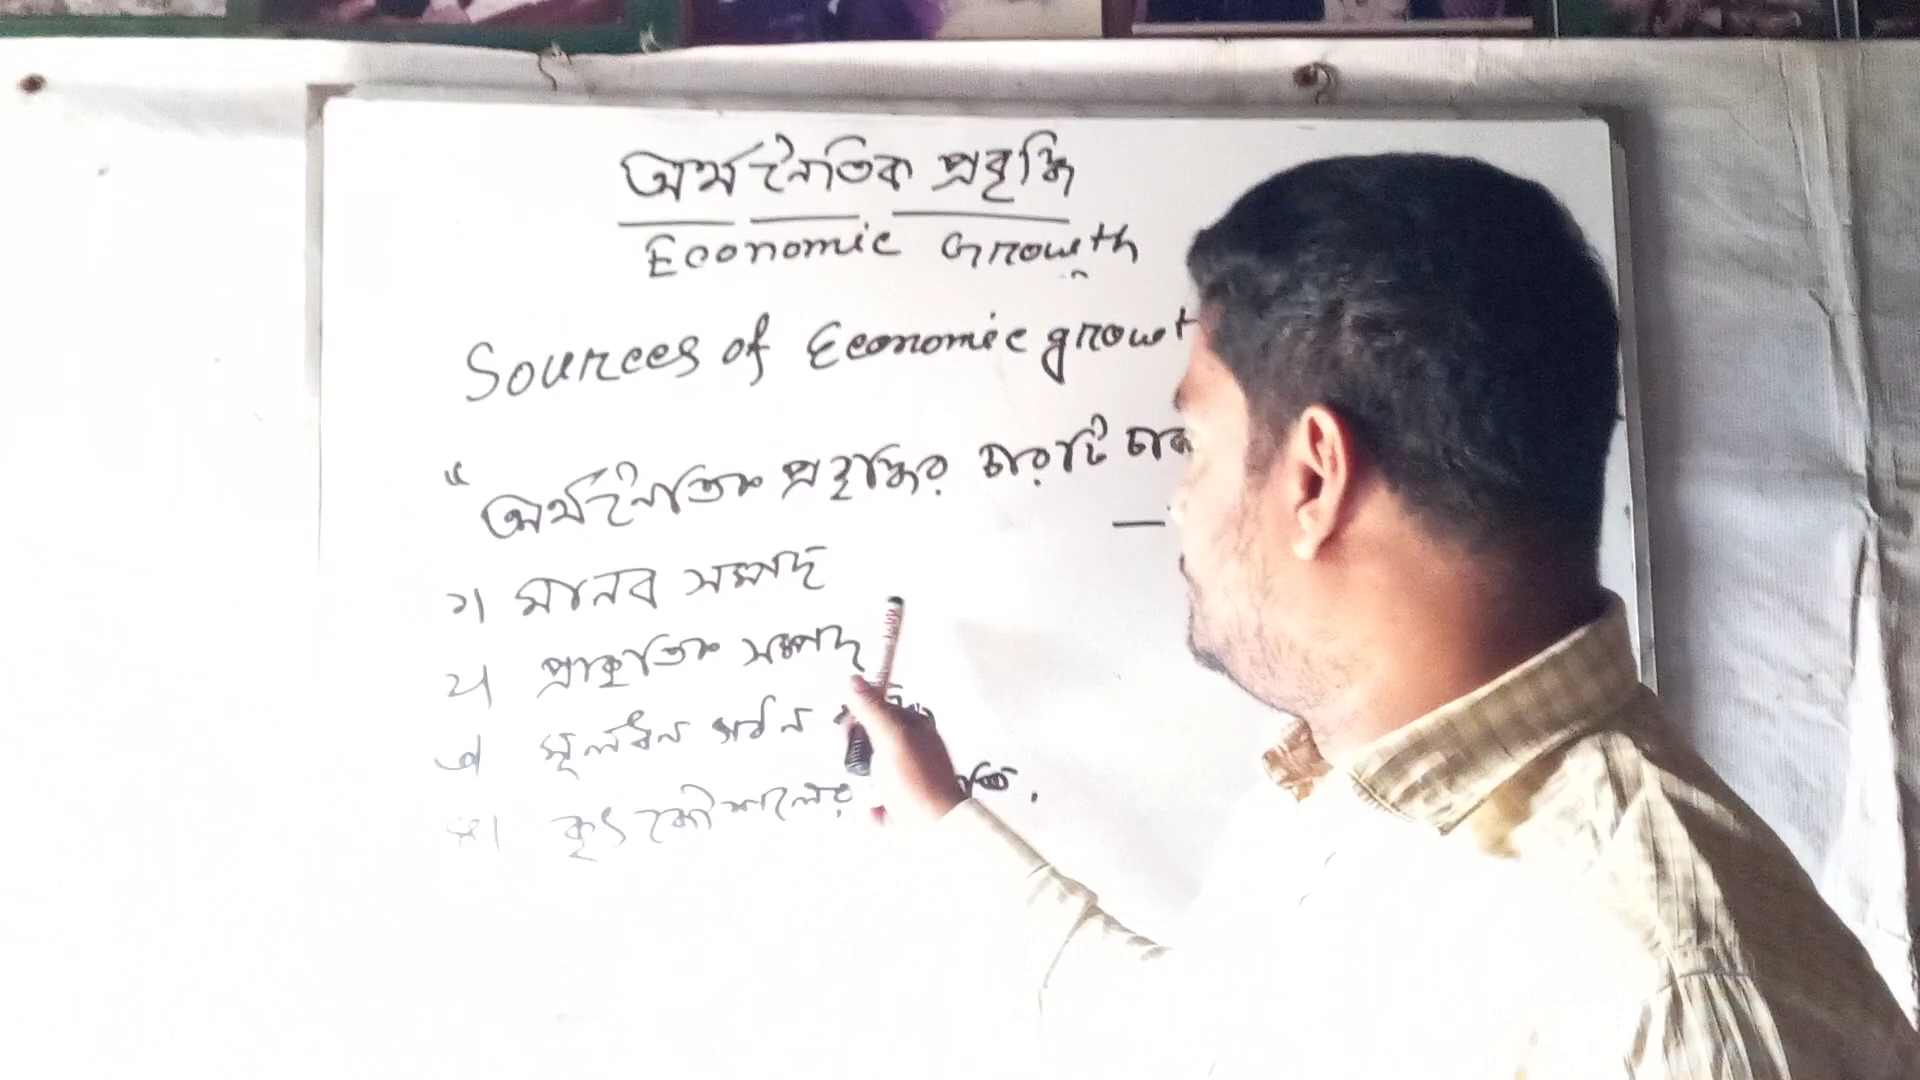 অর্থনৈতিক প্রবৃদ্ধি
Economic Growth
Sources of Economic growt
" অর্থনৈতিক প্রবৃদ্ধির চারটি
১। মানব সম্পদ
২। প্রাকৃতিক সম্পদ
৩। মূলধন গঠন
৪। কৃৎকৌশলের